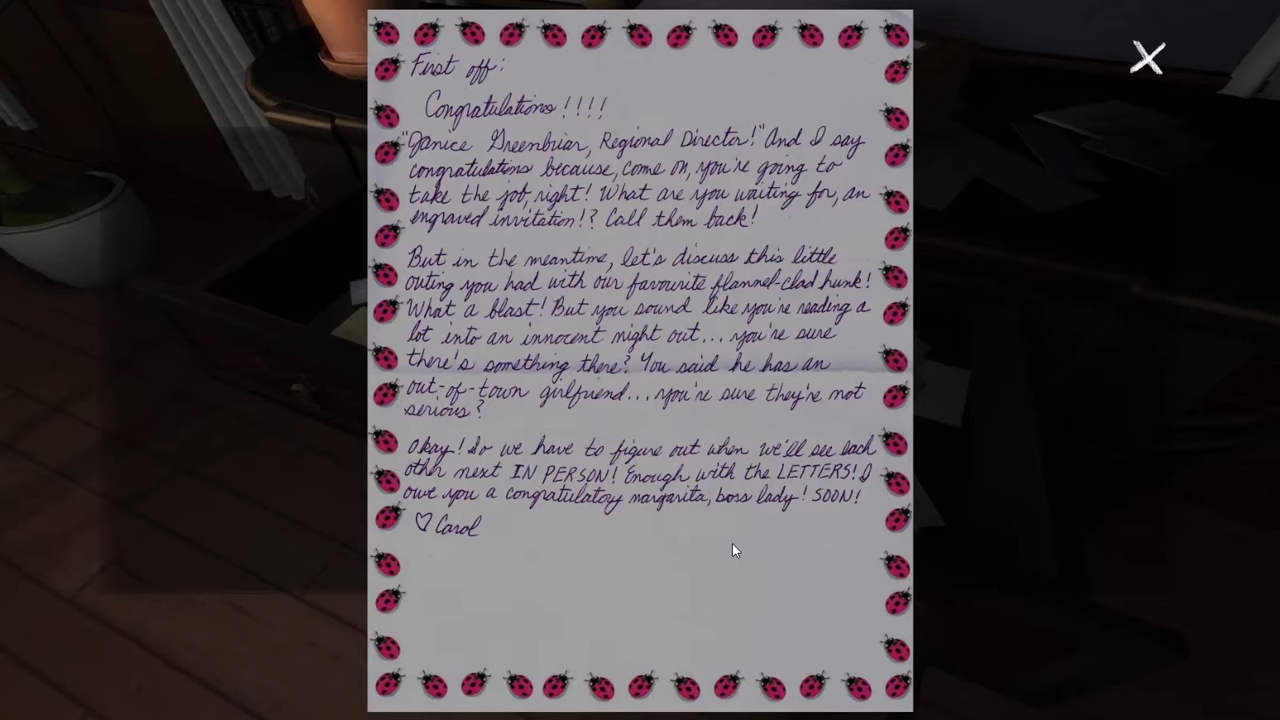 First off:
Congratulations!!!!
"Janice Greenbriar, Regional Director!" And I say
congratulations because, come on, you're going to
take the job, right! What are you waiting for, an
engraved invitation!? Call them back!
But in the meantime, let's discuss this little
outing you had with our favourite flannel-clad hunk!
What a blast! But you sound like you're reading a
lot into an innocent night out... you're sure
there's something there? You said he has an
out-of-town girlfriend... you're sure they're not
serious?
Okay! So we have to figure out when we'll see each
other next IN PERSON! Enough with the LETTERS! I
owe you a congratulatory margarita, boss lady! SOON!
♡ Carol